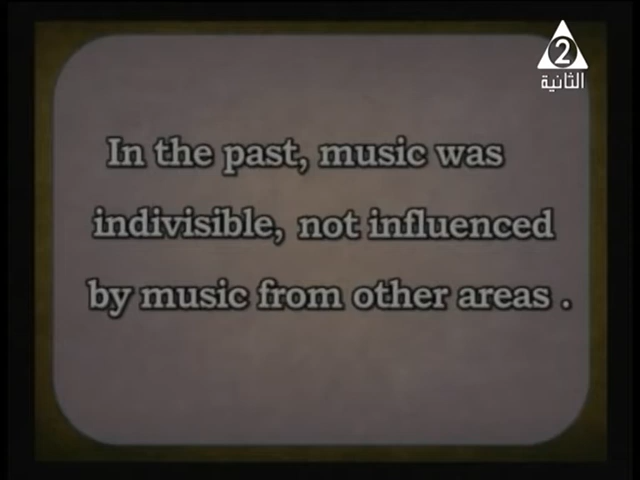 2
الثانية
In the past, music was
indivisible, not influenced
by music from other areas .